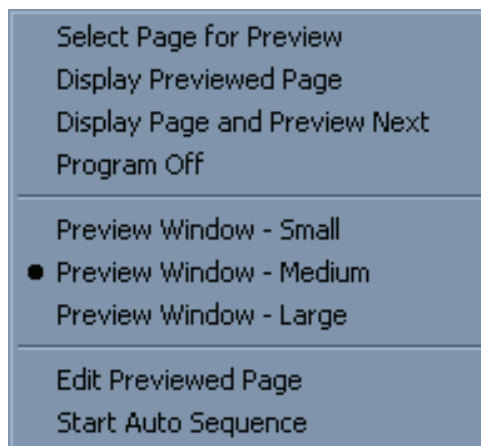 Select Page for Preview
Display Previewed Page
Display Page and Preview Next
Program Off
Preview Window - Small
Preview Window - Medium
Preview Window - Large
Edit Previewed Page
Start Auto Sequence